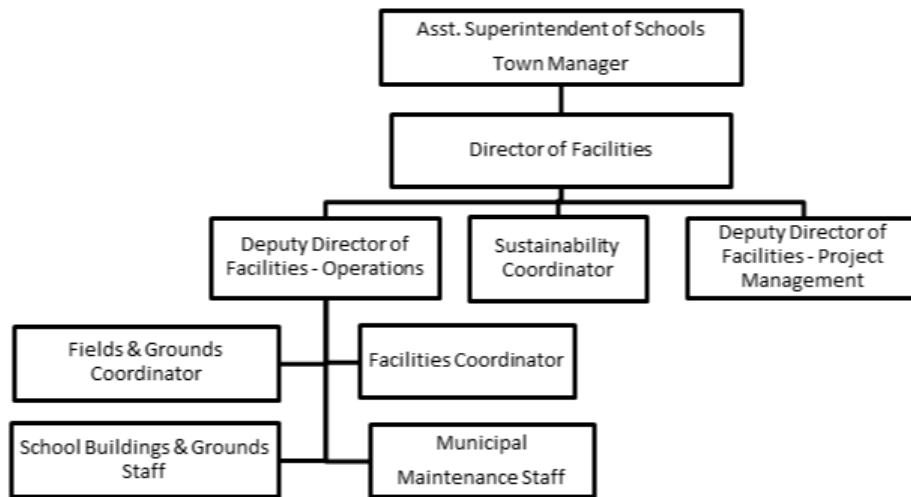 Asst. Superintendent of Schools
Town Manager
Director of Facilities
Deputy Director of
Facilities - Operations
Sustainability
Coordinator
Deputy Director of
Facilities - Project
Management
Fields & Grounds
Coordinator
Facilities Coordinator
School Buildings & Grounds
Staff
Municipal
Maintenance Staff